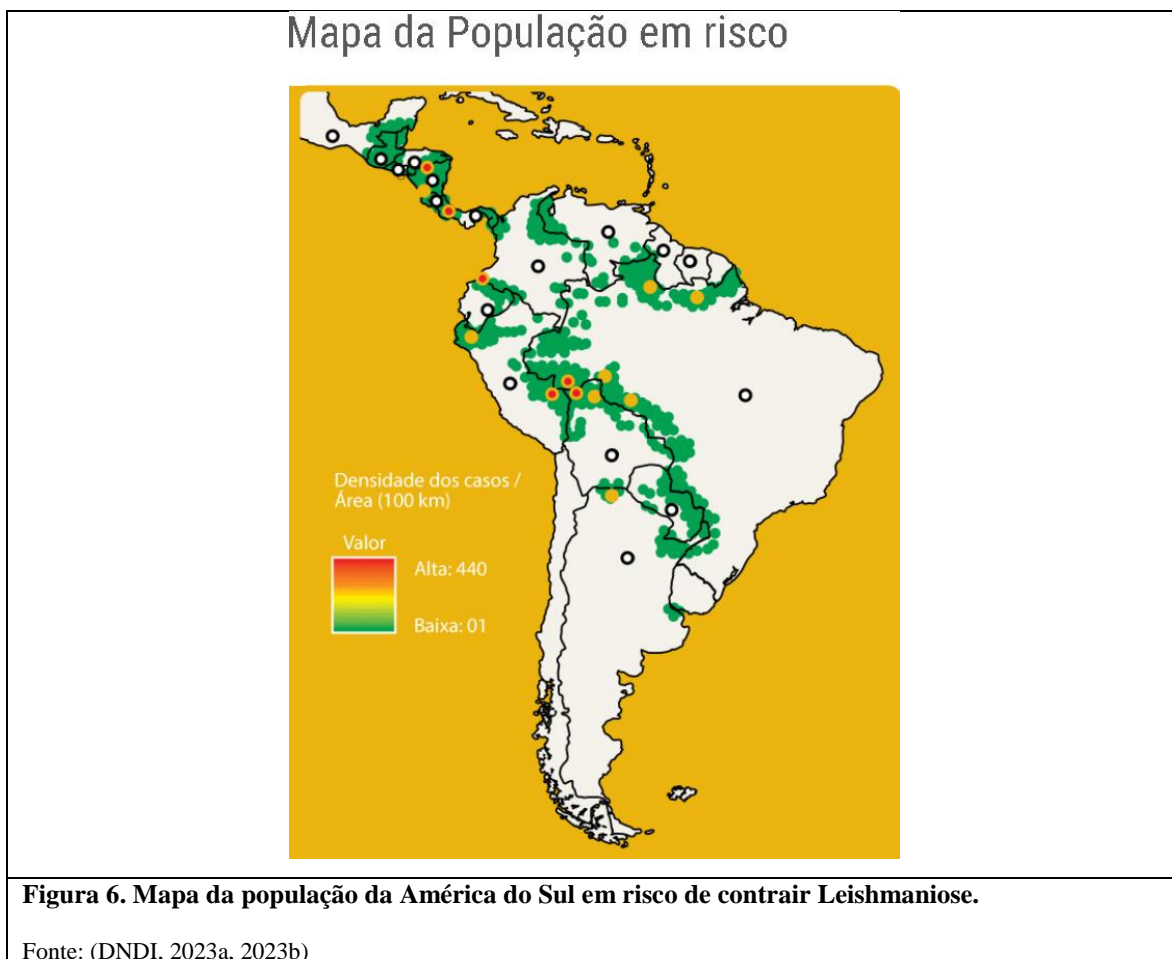 Mapa da População em risco
Densidade dos casos /
Área (100 km)
Valor
Alta: 440
Baixa: 01
Figura 6. Mapa da população da América do Sul em risco de contrair Leishmaniose.
Fonte: (DNDI, 2023a, 2023b)